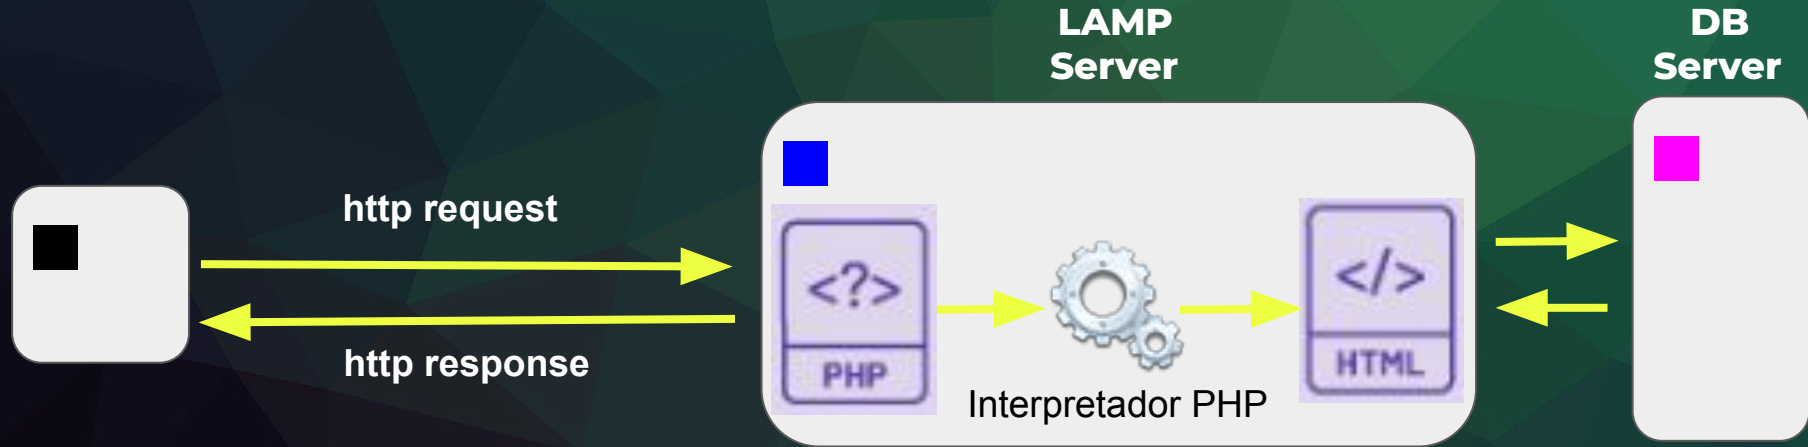 LAMP
Server
DB
Server
http request
http response
<?>
PHP
Interpretador PHP
</>
HTML